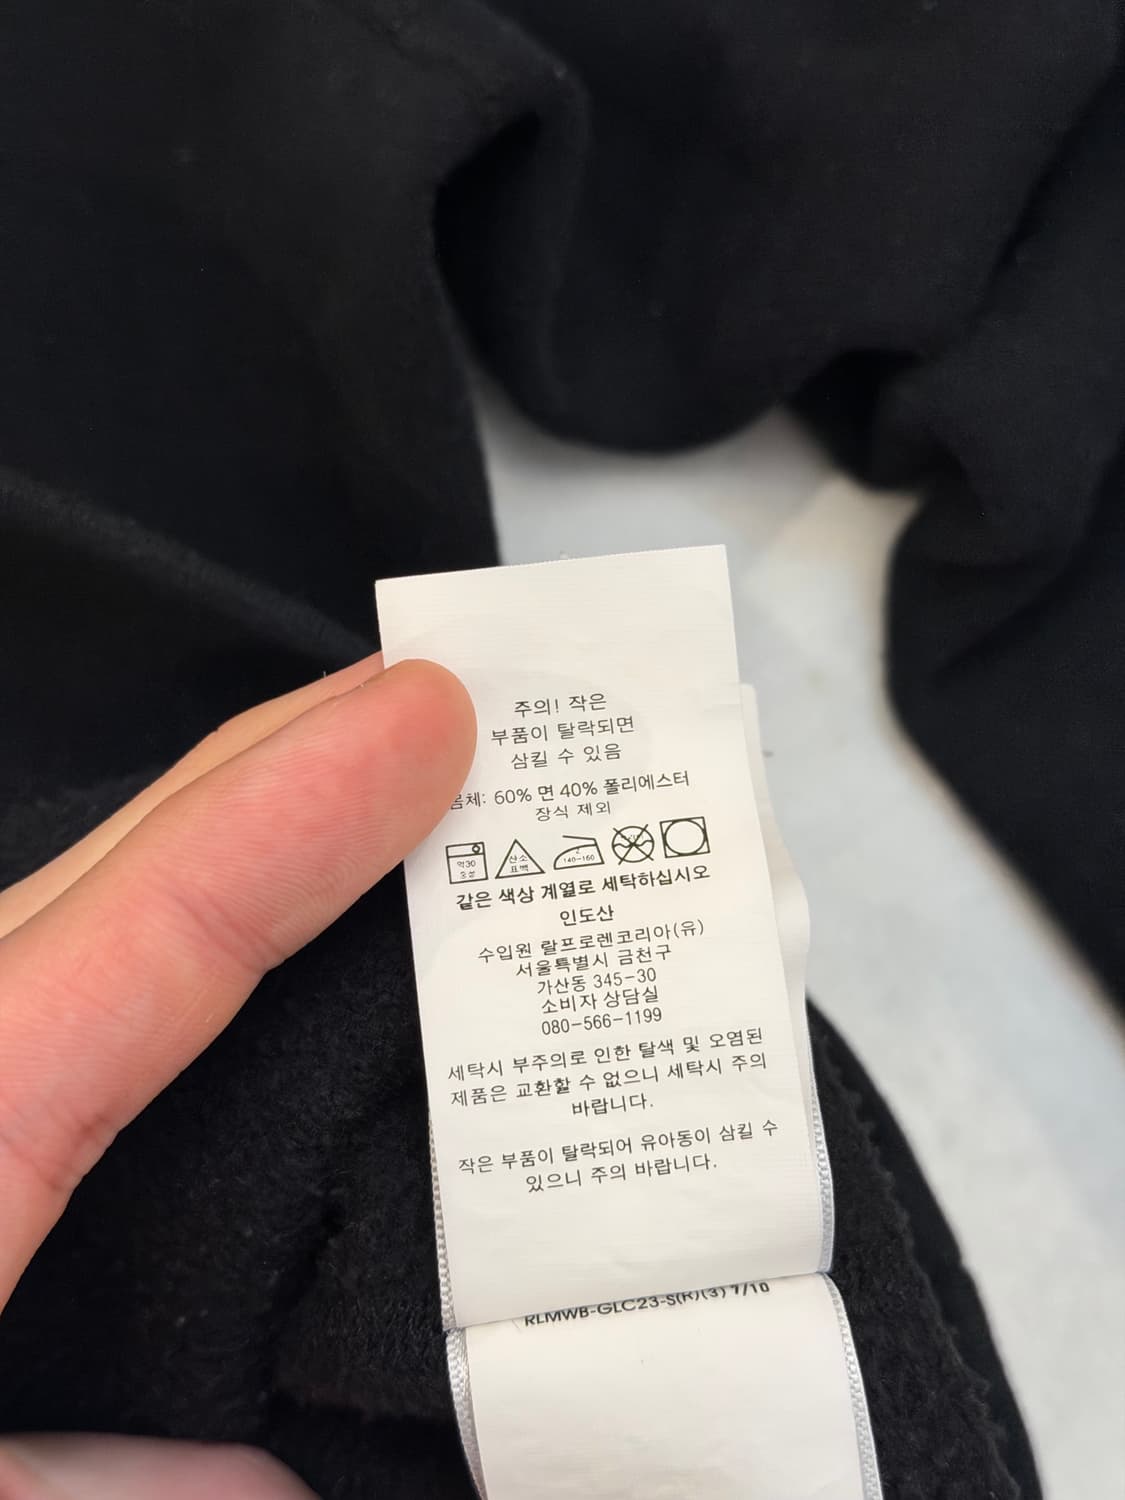 주의! 작은
부품이 탈락되면
삼킬 수 있음
몸체: 60% 면 40% 폴리에스터
장식 제외
약30
중성
산소
표백
2
140-160
같은 색상 계열로 세탁하십시오
인도산
수입원 랄프로렌코리아(유)
서울특별시 금천구
가산동 345-30
소비자 상담실
080-566-1199
세탁시 부주의로 인한 탈색 및 오염된
제품은 교환할 수 없으니 세탁시 주의
바랍니다.
작은 부품이 탈락되어 유아동이 삼킬 수
있으니 주의 바랍니다.
RLMWB-GLC23-S(R)(3) 7/10